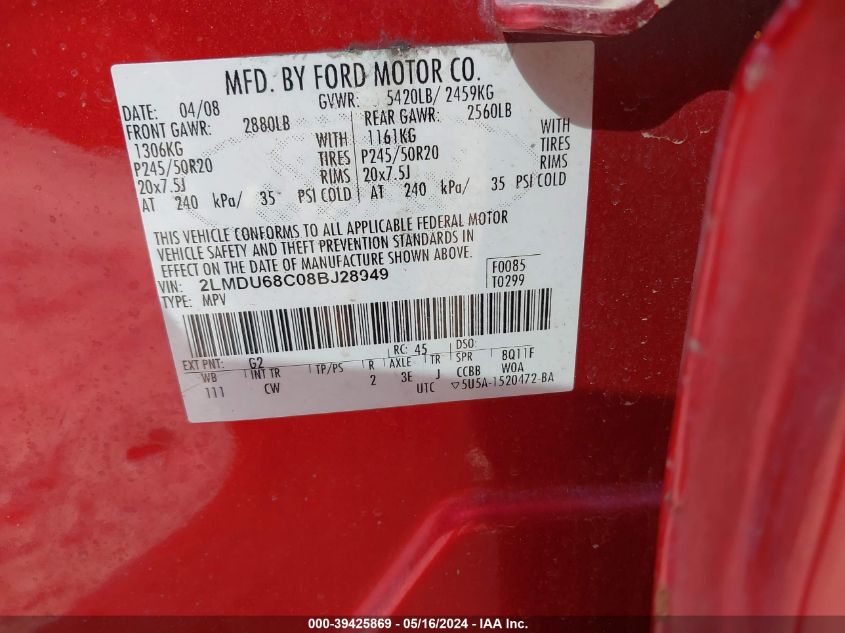 MFD. BY FORD MOTOR CO.
DATE: 04/08 GVWR: 5420LB/ 2459KG
FRONT GAWR: 2880LB REAR GAWR: 2560LB
1306KG WITH 1161KG WITH
P245/50R20 TIRES P245/50R20 TIRES
20x7.5J RIMS 20x7.5J RIMS
AT 240 kPa/ 35 PSI COLD AT 240 kPa/ 35 PSI COLD
THIS VEHICLE CONFORMS TO ALL APPLICABLE FEDERAL MOTOR
VEHICLE SAFETY AND THEFT PREVENTION STANDARDS IN
EFFECT ON THE DATE OF MANUFACTURE SHOWN ABOVE.
VIN: 2LMDU68C08BJ28949 F0085
TYPE: MPV T0299
EXT PNT: G2 RC: 45 DSO:
WB INT TR TP/PS R AXLE TR SPR 8Q11F
111 CW 2 3E J CCBB WOA
UTC ▽5U5A-1520472-BA
000-39425869 - 05/16/2024 - IAA Inc.